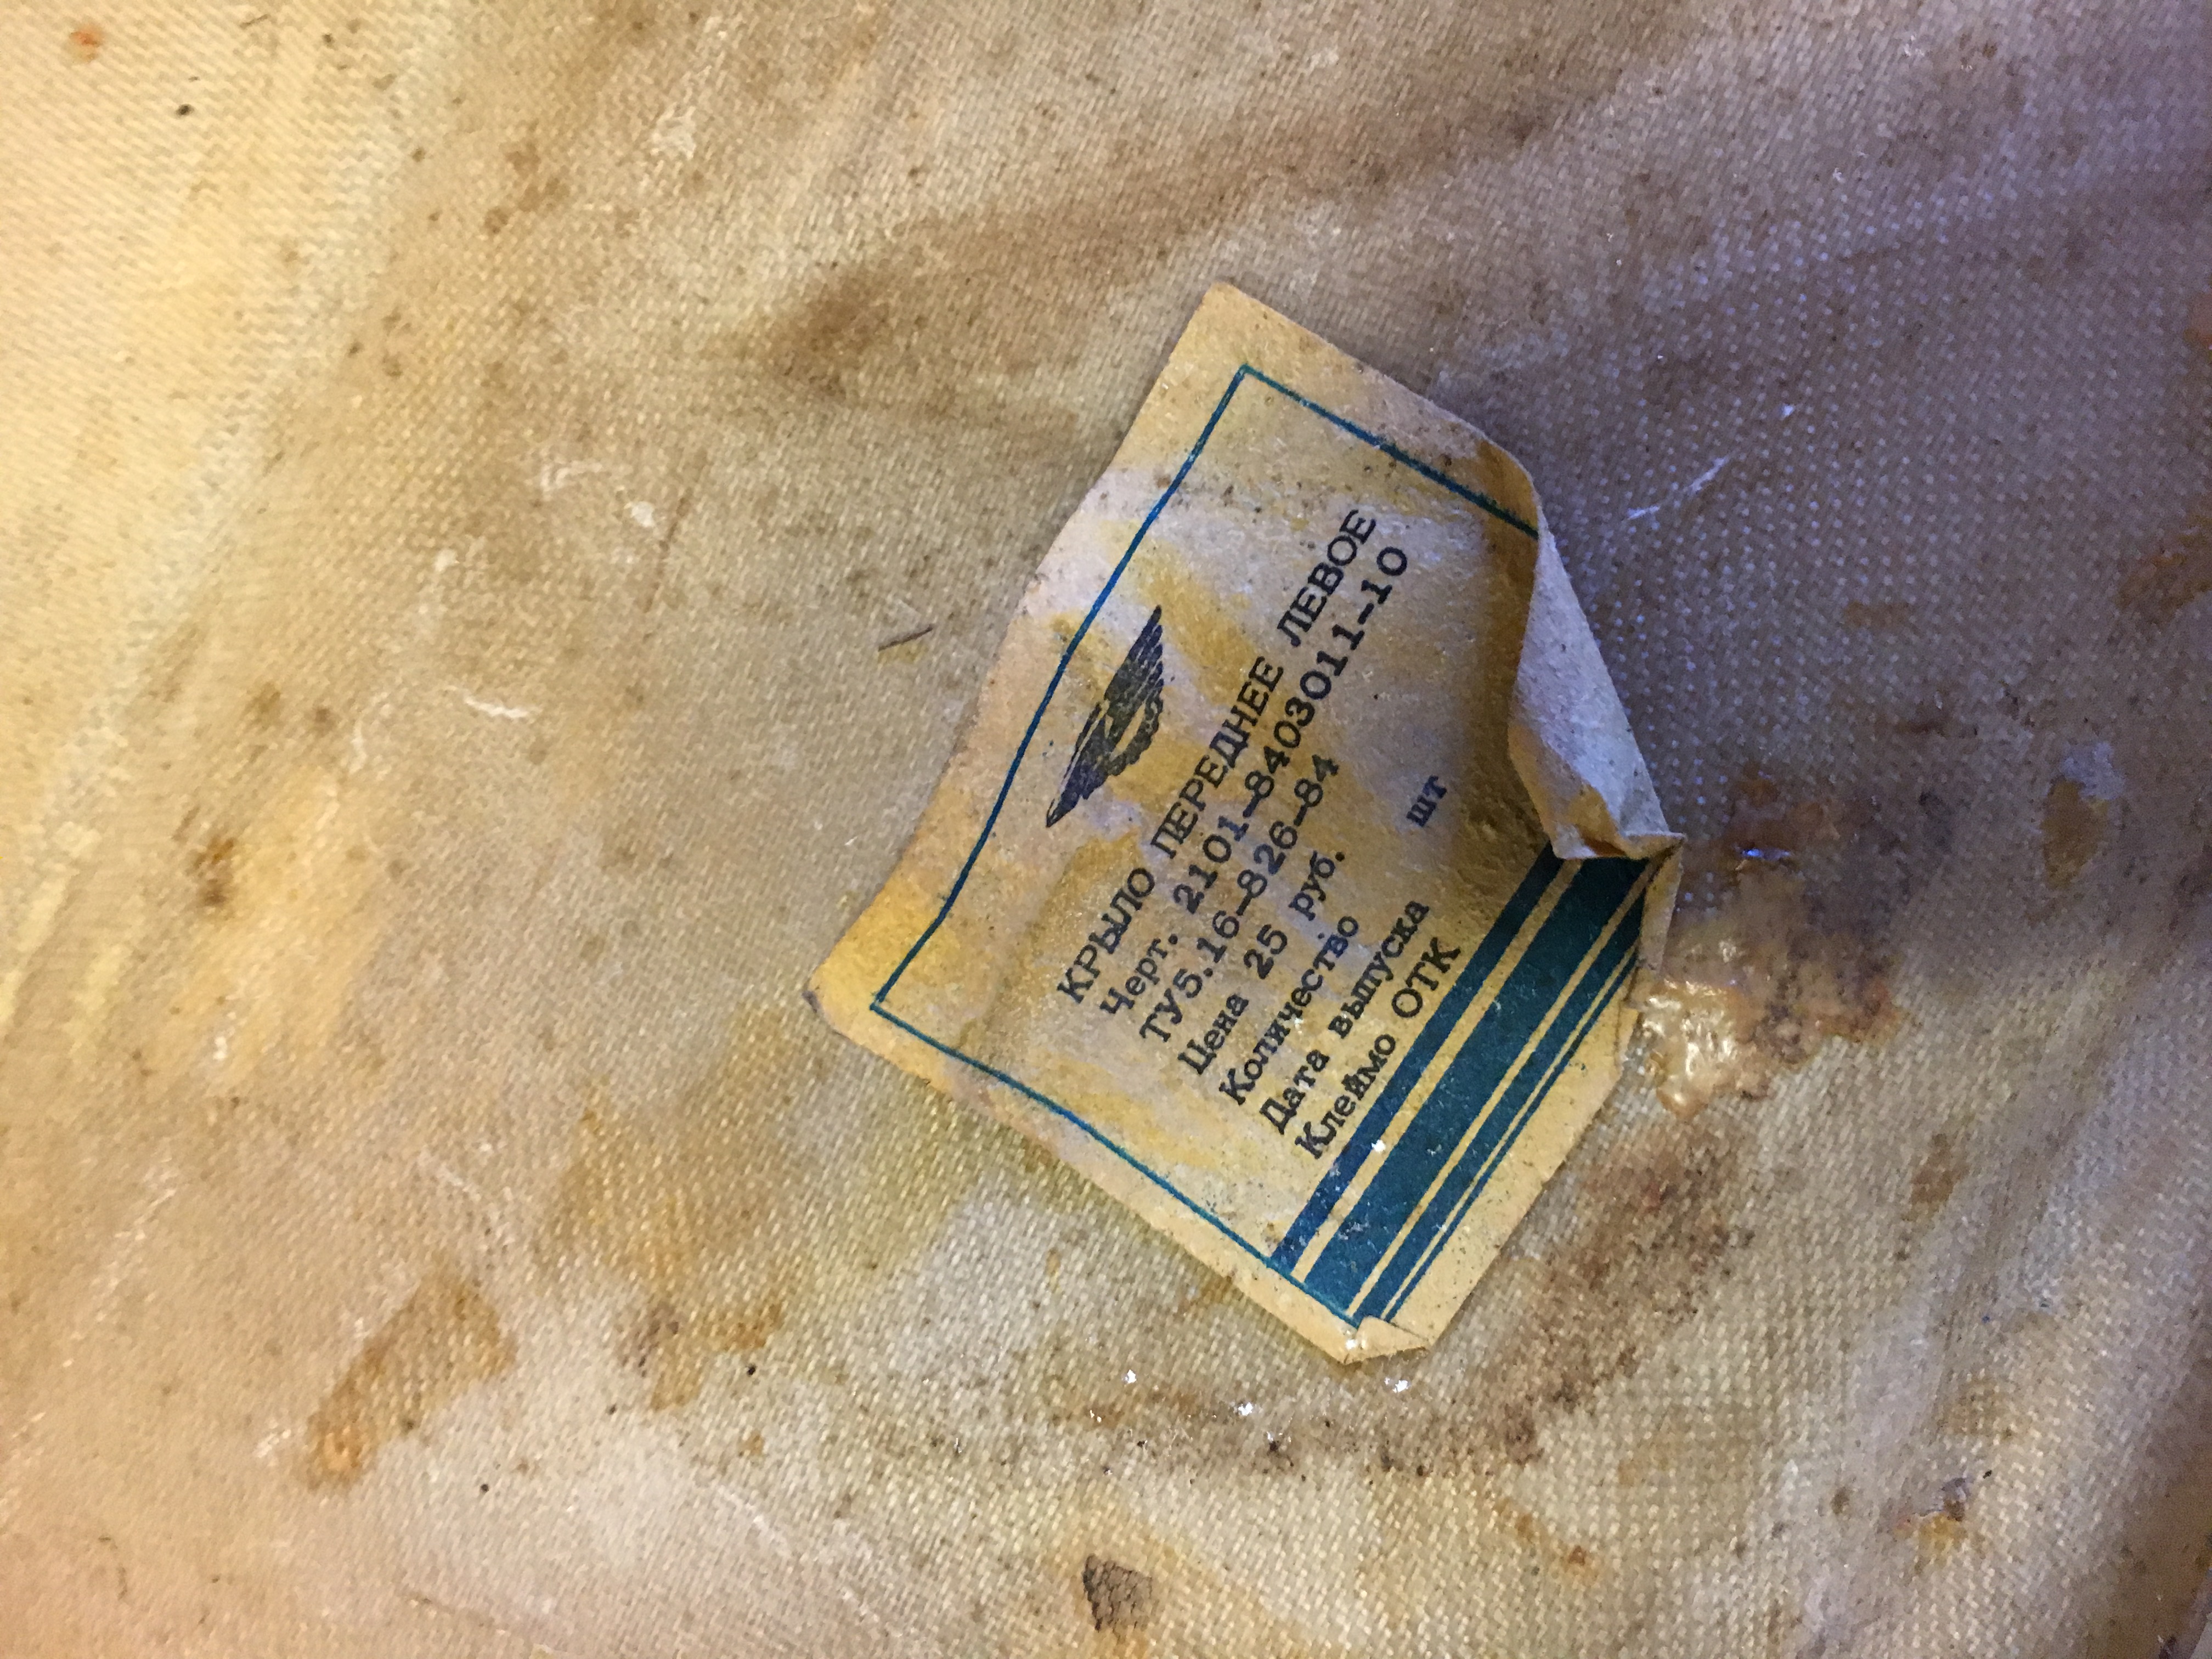 КРЫЛО ПЕРЕДНЕЕ ЛЕВОЕ
Черт. 2101-8403011-10
ТУ5.16-826-84
Цена 25 руб.
Количество шт
Дата выпуска
Клеймо ОТК